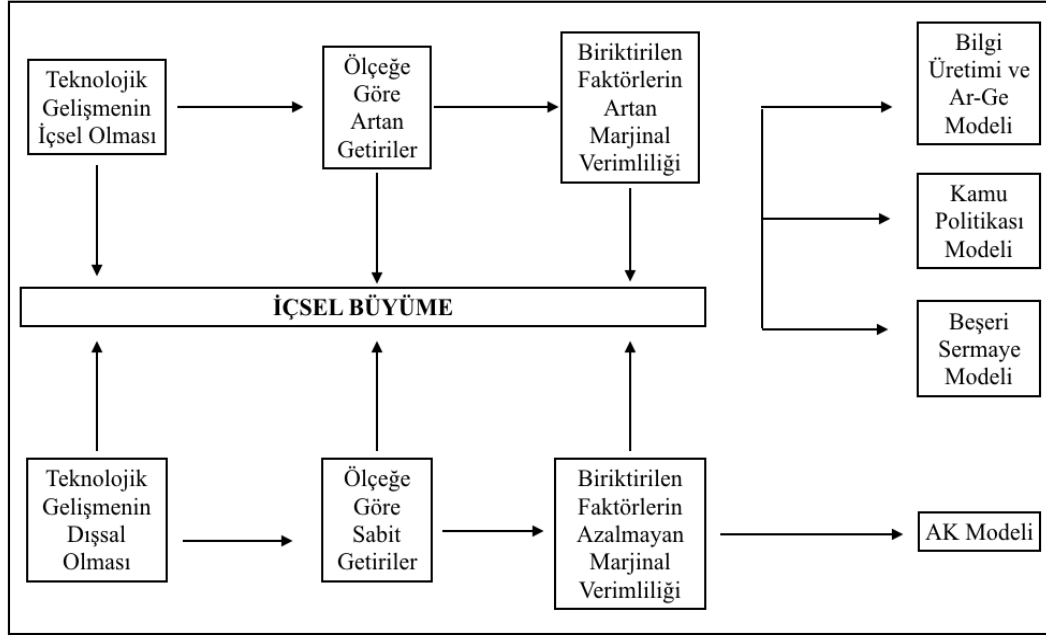 Teknolojik
Gelişmenin
İçsel Olması
Ölçeğe
Göre
Artan
Getiriler
Biriktirilen
Faktörlerin
Artan
Marjinal
Verimliliği
Bilgi
Üretimi ve
Ar-Ge
Modeli
Kamu
Politikası
Modeli
Beşeri
Sermaye
Modeli
İÇSEL BÜYÜME
Teknolojik
Gelişmenin
Dışsal
Olması
Ölçeğe
Göre
Sabit
Getiriler
Biriktirilen
Faktörlerin
Azalmayan
Marjinal
Verimliliği
AK Modeli